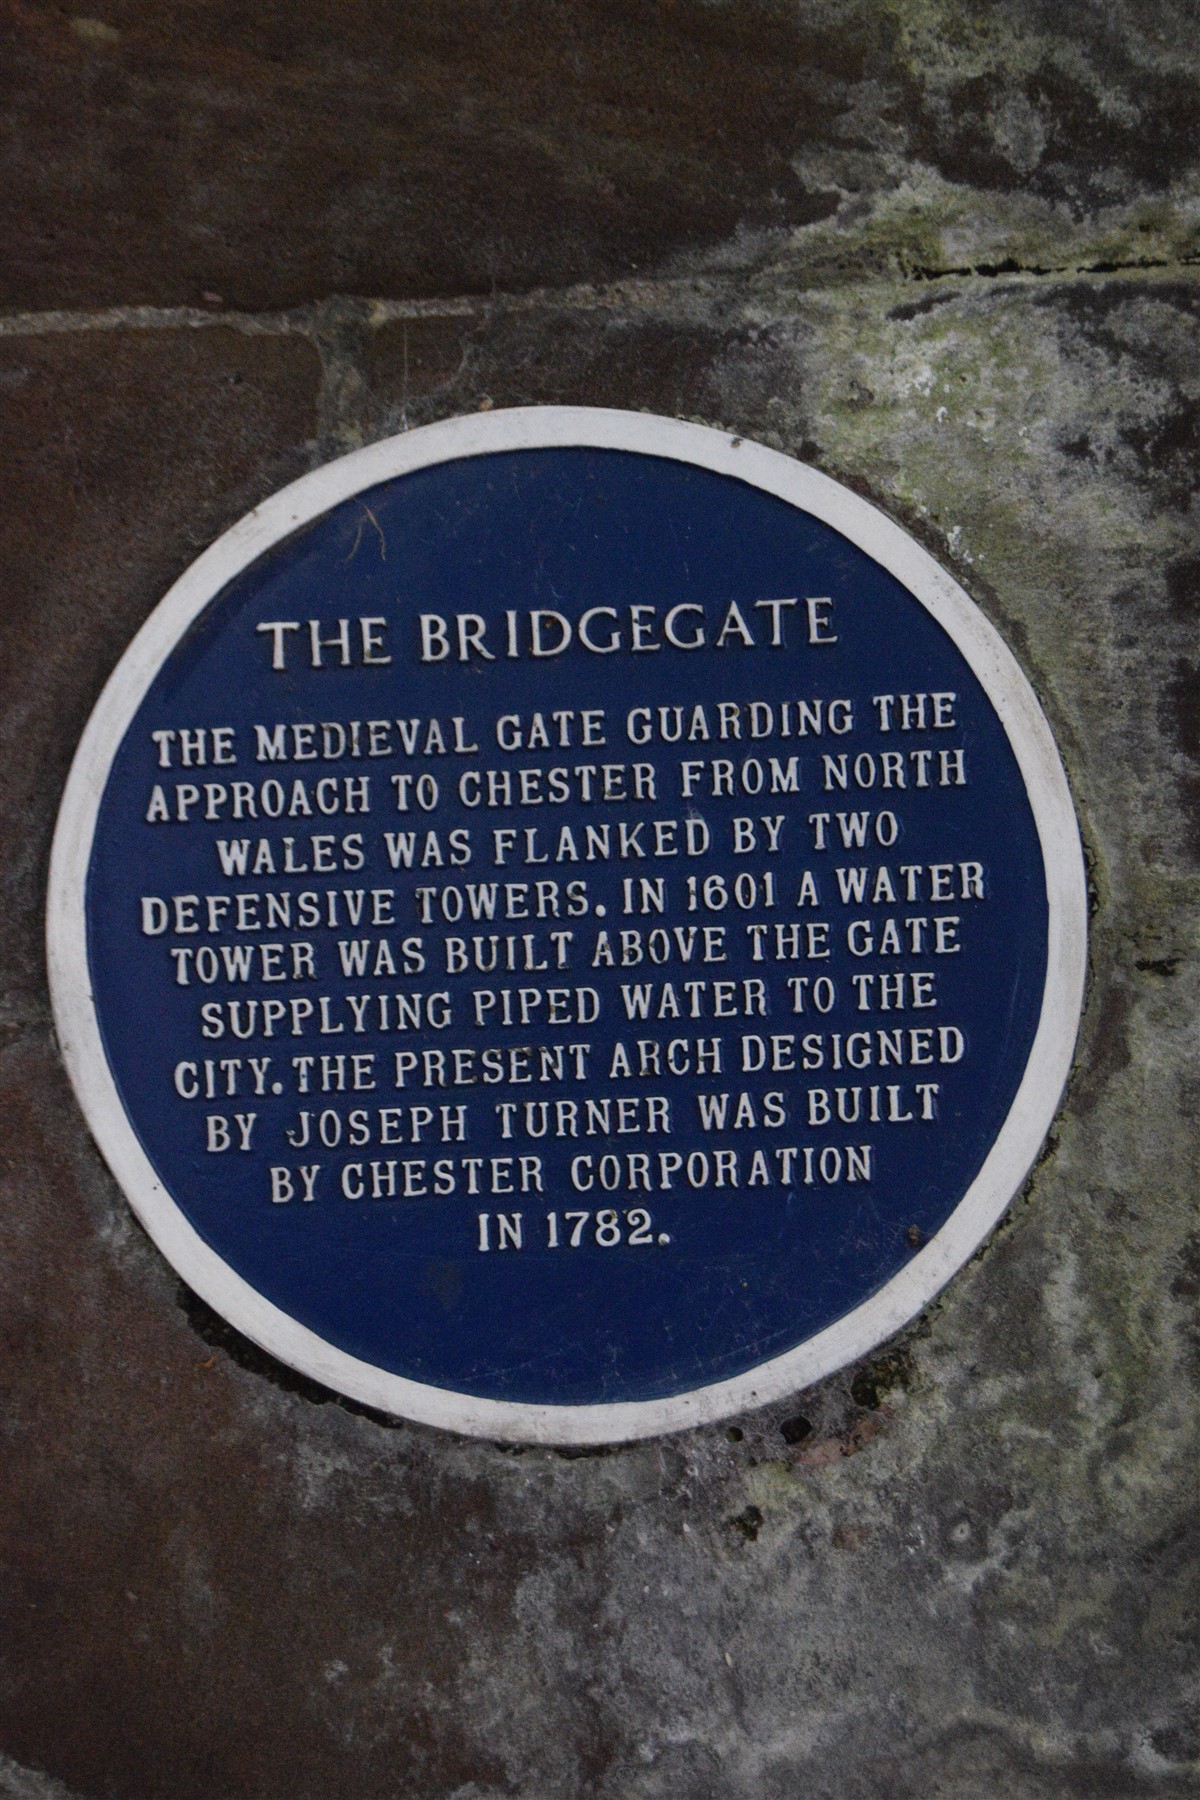 THE BRIDGEGATE
THE MEDIEVAL GATE GUARDING THE
APPROACH TO CHESTER FROM NORTH
WALES WAS FLANKED BY TWO
DEFENSIVE TOWERS. IN 1601 A WATER
TOWER WAS BUILT ABOVE THE GATE
SUPPLYING PIPED WATER TO THE
CITY. THE PRESENT ARCH DESIGNED
BY JOSEPH TURNER WAS BUILT
BY CHESTER CORPORATION
IN 1782.